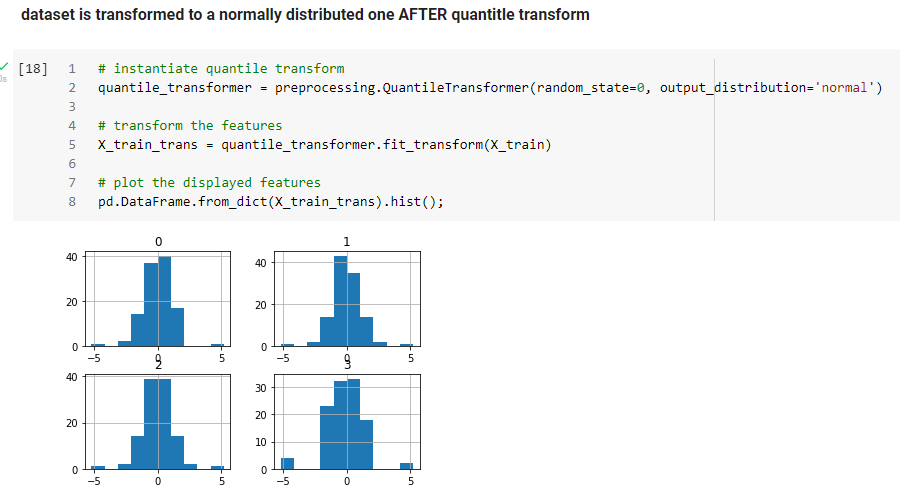 dataset is transformed to a normally distributed one AFTER quantitle transform
0s
[18]
1 # instantiate quantile transform
2 quantile_transformer = preprocessing.QuantileTransformer(random_state=0, output_distribution='normal')
3
4 # transform the features
5 X_train_trans = quantile_transformer.fit_transform(X_train)
6
7 # plot the displayed features
8 pd.DataFrame.from_dict(X_train_trans).hist();
0 1
40 40
20 20
0 0
−5 0 5 −5 0 5
2 3
40 30
20 20
10
0 0
−5 0 5 −5 0 5